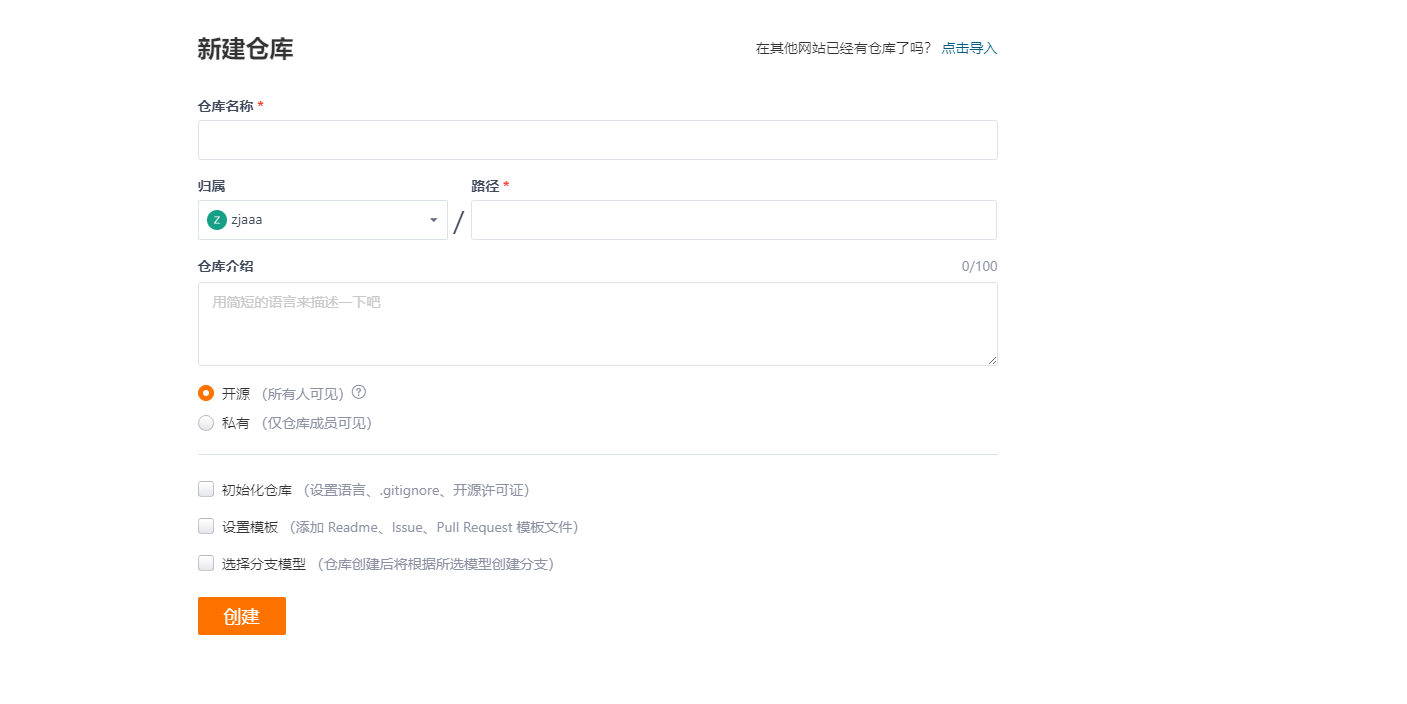 新建仓库
在其他网站已经有仓库了吗? 点击导入
仓库名称 *
归属
路径 *
Z zjaaa
/
仓库介绍
0/100
用简短的语言来描述一下吧
开源 (所有人可见) ?
私有 (仅仓库成员可见)
初始化仓库 (设置语言、.gitignore、开源许可证)
设置模板 (添加 Readme、Issue、Pull Request 模板文件)
选择分支模型 (仓库创建后将根据所选模型创建分支)
创建